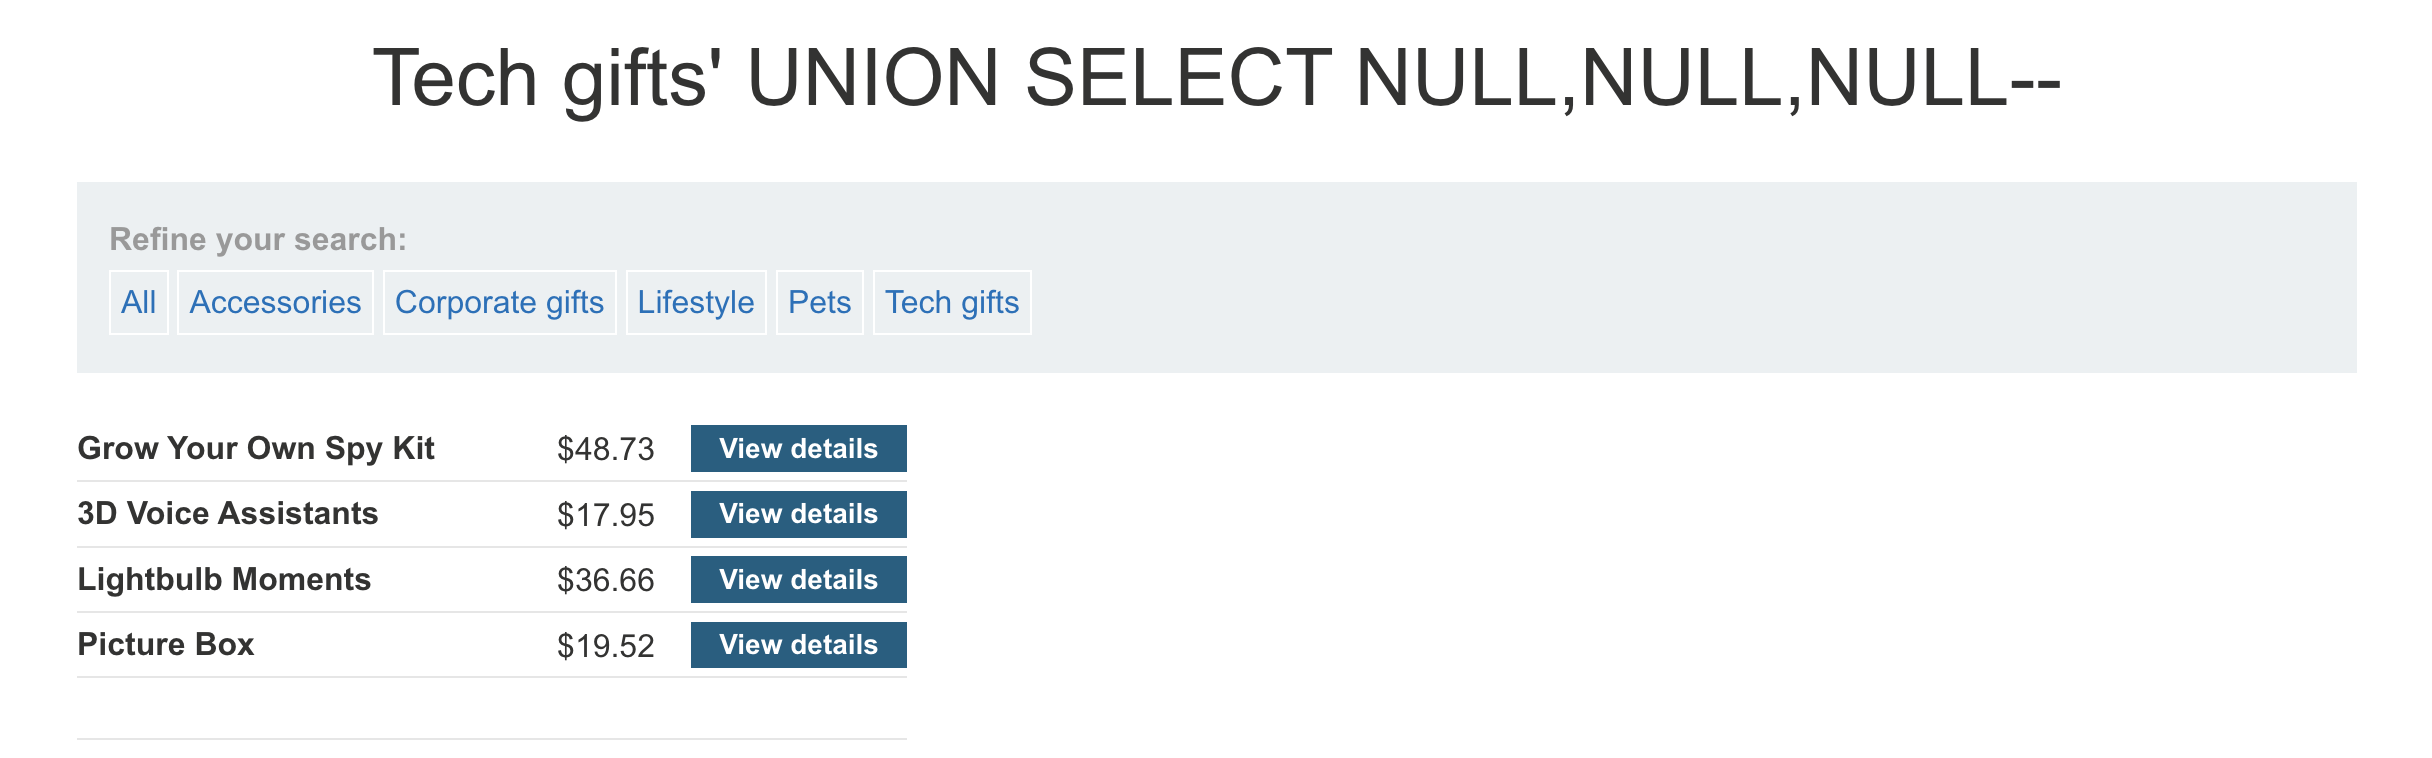 Tech gifts' UNION SELECT NULL,NULL,NULL--
Refine your search:
All Accessories Corporate gifts Lifestyle Pets Tech gifts
Grow Your Own Spy Kit $48.73 View details
3D Voice Assistants $17.95 View details
Lightbulb Moments $36.66 View details
Picture Box $19.52 View details